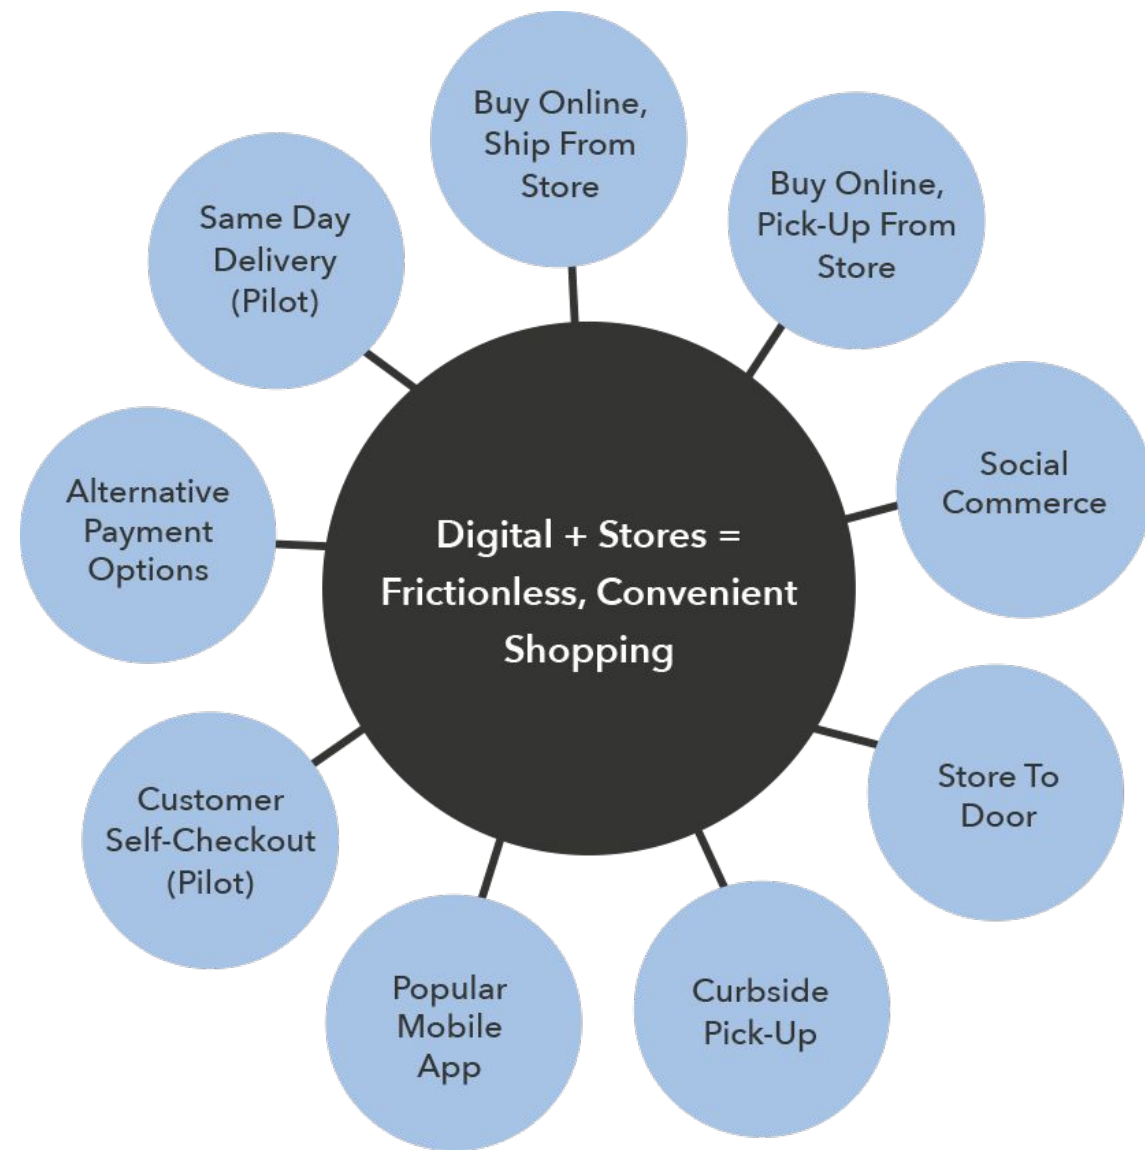 Buy Online,
Ship From
Store
Buy Online,
Pick-Up From
Store
Same Day
Delivery
(Pilot)
Social
Commerce
Alternative
Payment
Options
Digital + Stores =
Frictionless, Convenient
Shopping
Store To
Door
Customer
Self-Checkout
(Pilot)
Popular
Mobile
App
Curbside
Pick-Up